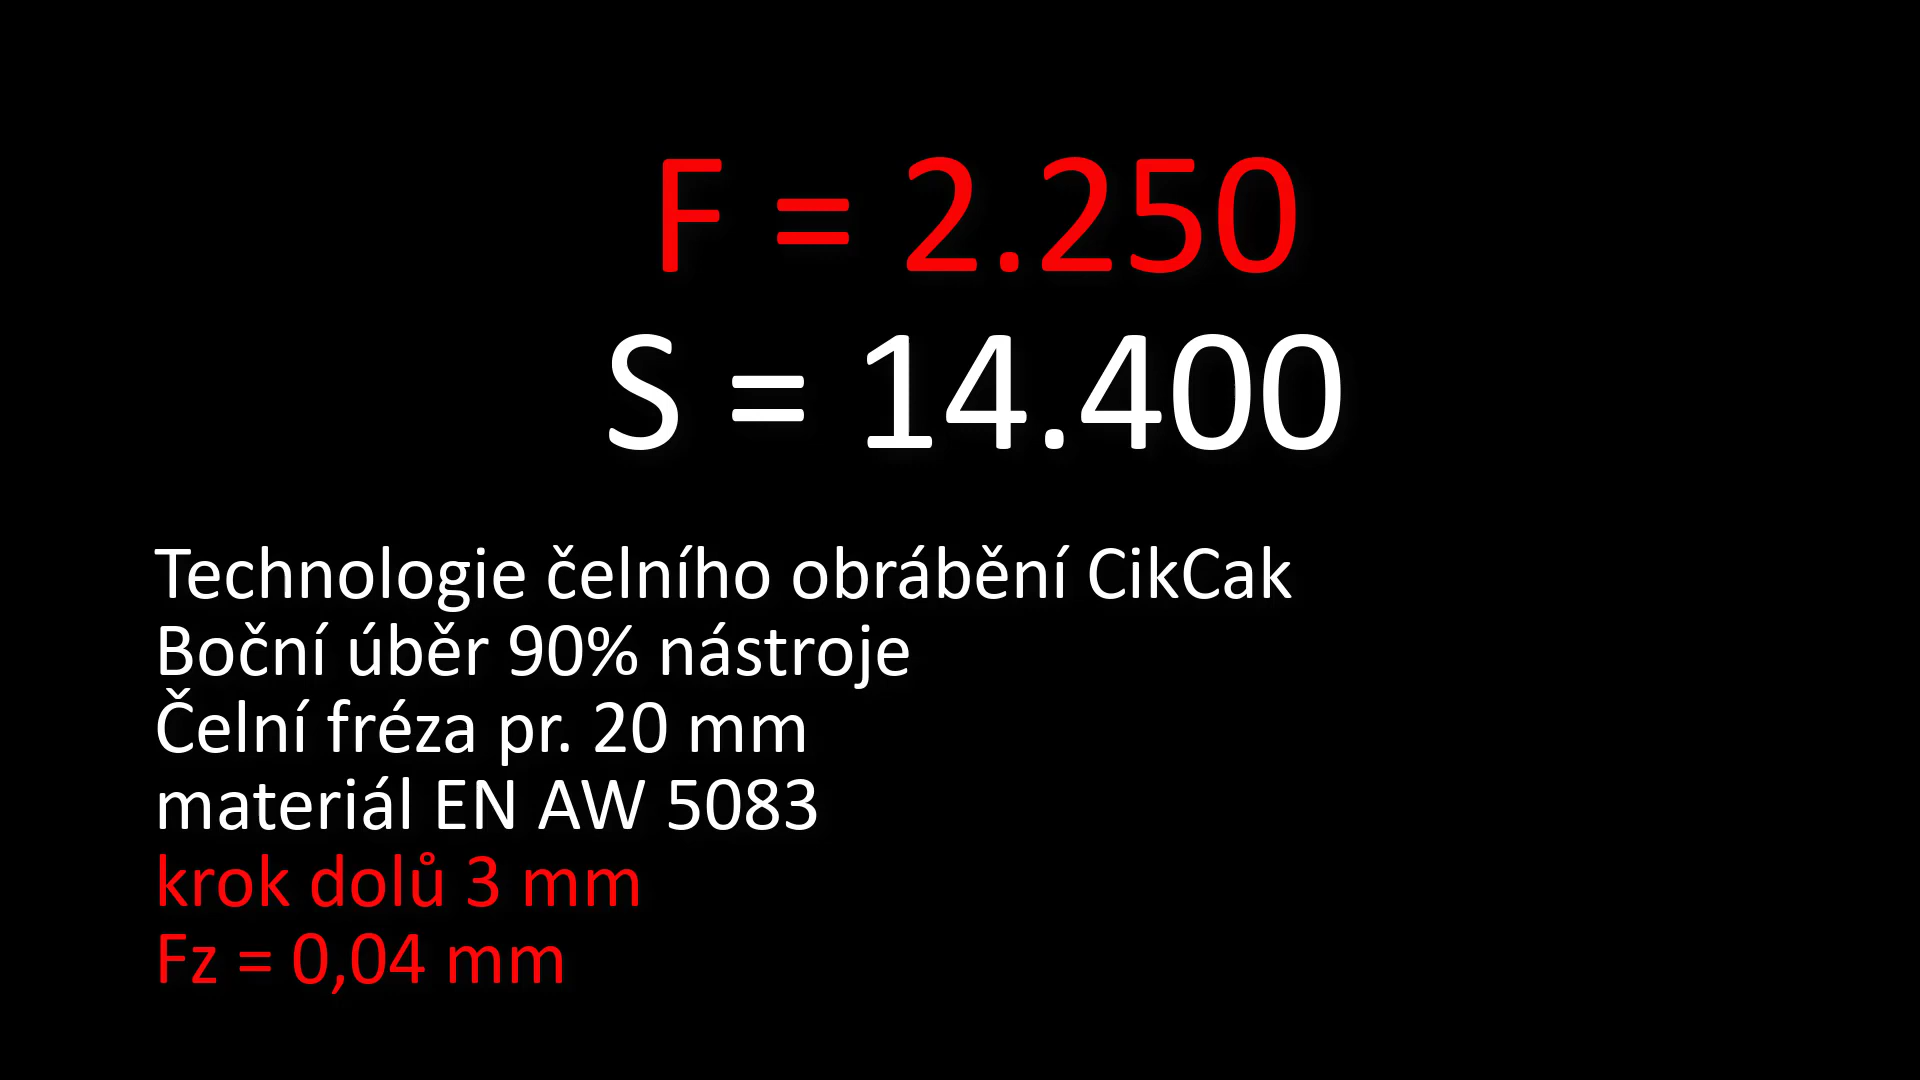 F = 2.250
S = 14.400
Technologie čelního obrábění CikCak
Boční úběr 90% nástroje
Čelní fréza pr. 20 mm
materiál EN AW 5083
krok dolů 3 mm
Fz = 0,04 mm